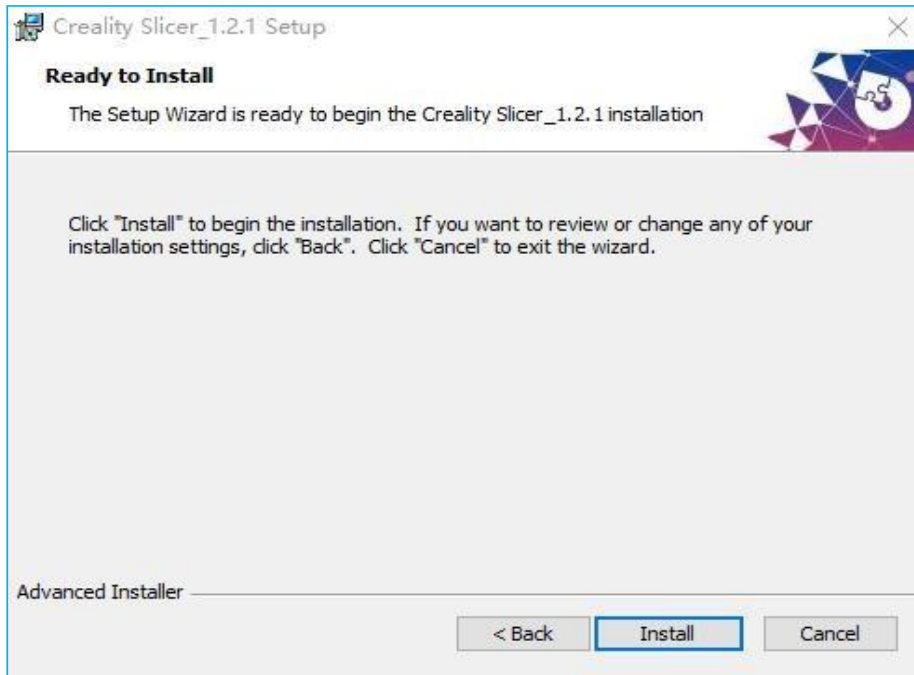 Creality Slicer_1.2.1 Setup
Ready to Install
The Setup Wizard is ready to begin the Creality Slicer_1.2.1 installation
Click "Install" to begin the installation. If you want to review or change any of your
installation settings, click "Back". Click "Cancel" to exit the wizard.
Advanced Installer
< Back
Install
Cancel